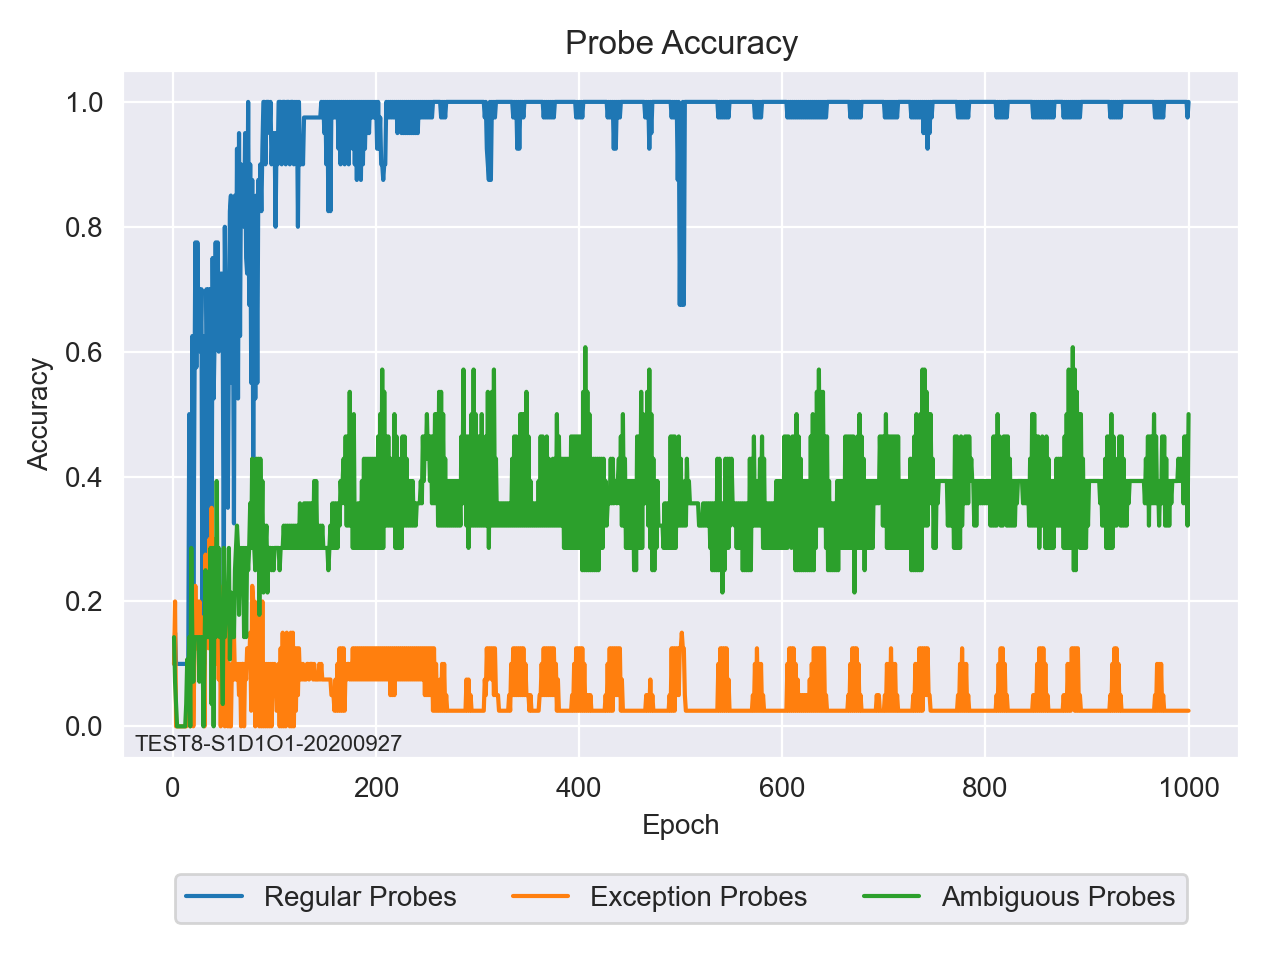 Probe Accuracy
1.0
0.8
0.6
0.4
0.2
0.0
Accuracy
TEST8-S1D1O1-20200927
0 200 400 600 800 1000
Epoch
Regular Probes Exception Probes Ambiguous Probes